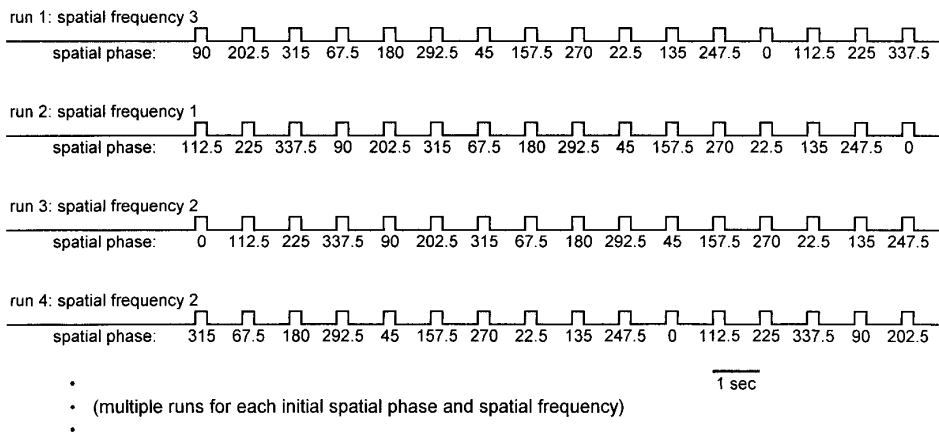 run 1: spatial frequency 3
spatial phase: 90 202.5 315 67.5 180 292.5 45 157.5 270 22.5 135 247.5 0 112.5 225 337.5
run 2: spatial frequency 1
spatial phase: 112.5 225 337.5 90 202.5 315 67.5 180 292.5 45 157.5 270 22.5 135 247.5 0
run 3: spatial frequency 2
spatial phase: 0 112.5 225 337.5 90 202.5 315 67.5 180 292.5 45 157.5 270 22.5 135 247.5
run 4: spatial frequency 2
spatial phase: 315 67.5 180 292.5 45 157.5 270 22.5 135 247.5 0 112.5 225 337.5 90 202.5
1 sec
(multiple runs for each initial spatial phase and spatial frequency)